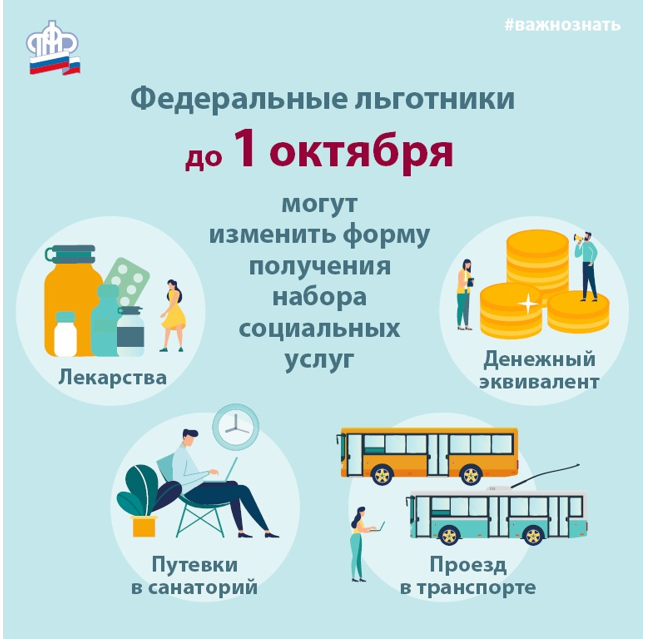 #важнознать
ПФР
Федеральные льготники
до 1 октября
могут
изменить форму
получения
набора
социальных
услуг
Лекарства
Денежный
эквивалент
Путевки
в санаторий
Проезд
в транспорте